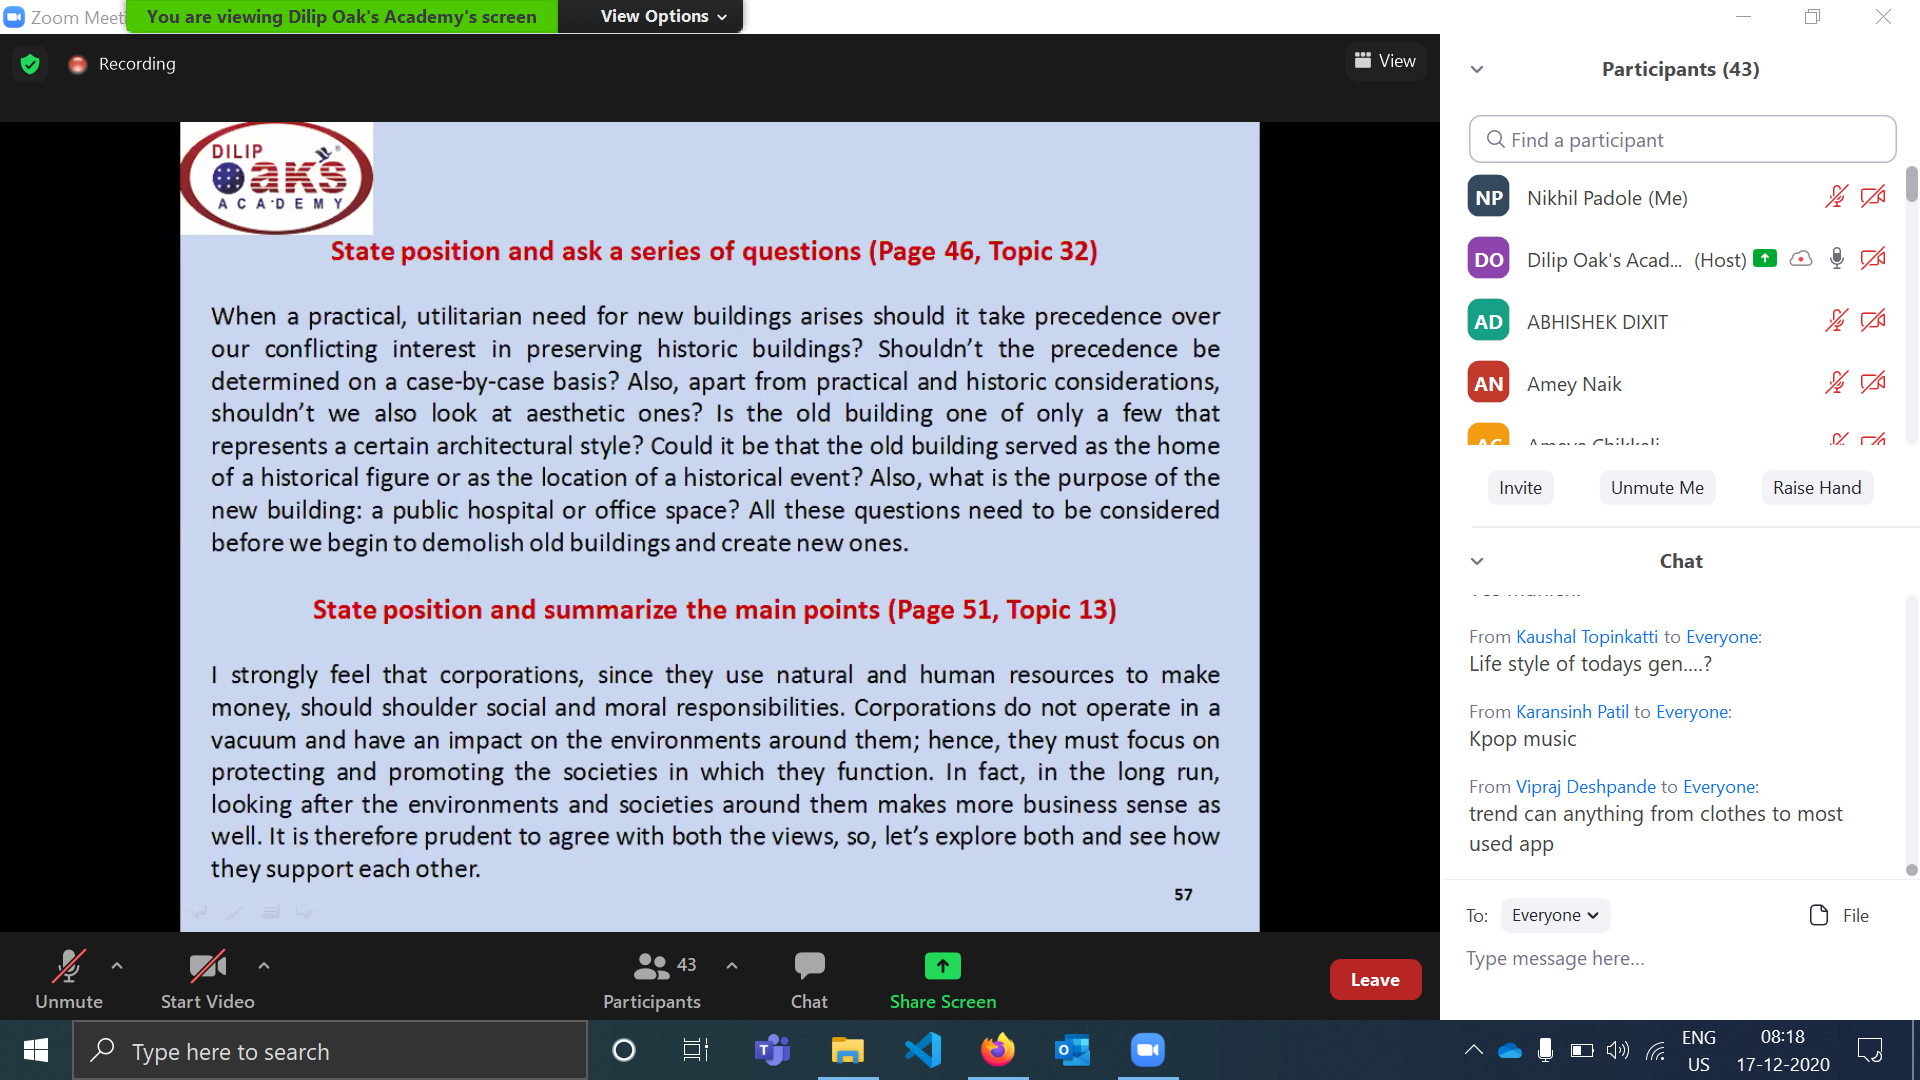 Zoom Meeti
You are viewing Dilip Oak's Academy's screen
View Options
Recording
View
DILIP
Oaks
ACADEMY
State position and ask a series of questions (Page 46, Topic 32)
When a practical, utilitarian need for new buildings arises should it take precedence over
our conflicting interest in preserving historic buildings? Shouldn't the precedence be
determined on a case-by-case basis? Also, apart from practical and historic considerations,
shouldn't we also look at aesthetic ones? Is the old building one of only a few that
represents a certain architectural style? Could it be that the old building served as the home
of a historical figure or as the location of a historical event? Also, what is the purpose of the
new building: a public hospital or office space? All these questions need to be considered
before we begin to demolish old buildings and create new ones.
State position and summarize the main points (Page 51, Topic 13)
I strongly feel that corporations, since they use natural and human resources to make
money, should shoulder social and moral responsibilities. Corporations do not operate in a
vacuum and have an impact on the environments around them; hence, they must focus on
protecting and promoting the societies in which they function. In fact, in the long run,
looking after the environments and societies around them makes more business sense as
well. It is therefore prudent to agree with both the views, so, let's explore both and see how
they support each other.
57
Unmute
Start Video
43
Participants
Chat
Share Screen
Leave
Participants (43)
Find a participant
NP Nikhil Padole (Me)
DO Dilip Oak's Acad... (Host)
AD ABHISHEK DIXIT
AN Amey Naik
Invite
Unmute Me
Raise Hand
Chat
From Kaushal Topinkatti to Everyone:
Life style of todays gen....?
From Karansinh Patil to Everyone:
Kpop music
From Vipraj Deshpande to Everyone:
trend can anything from clothes to most
used app
To: Everyone
File
Type message here...
Type here to search
ENG
US
08:18
17-12-2020